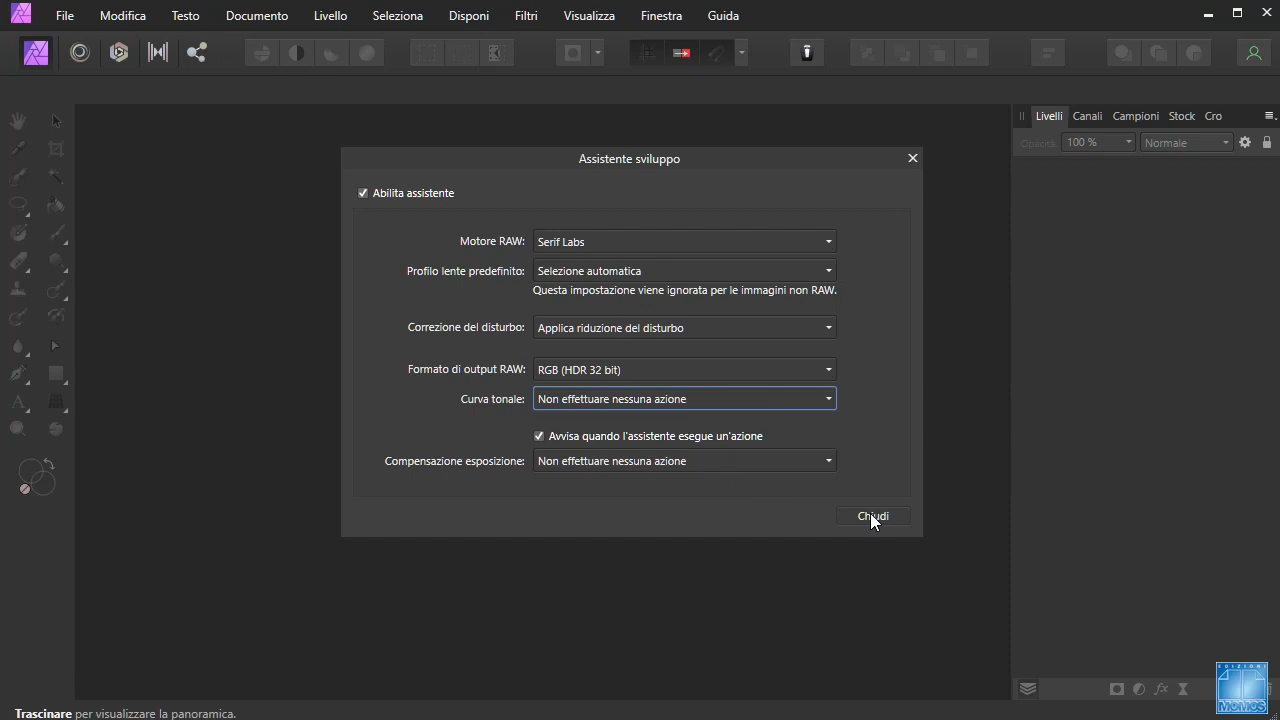 File Modifica Testo Documento Livello Seleziona Disponi Filtri Visualizza Finestra Guida
Livelli Canali Campioni Stock Cro
Opacità: 100 % Normale
Assistente sviluppo
Abilita assistente
Motore RAW: Serif Labs
Profilo lente predefinito: Selezione automatica
Questa impostazione viene ignorata per le immagini non RAW.
Correzione del disturbo: Applica riduzione del disturbo
Formato di output RAW: RGB (HDR 32 bit)
Curva tonale: Non effettuare nessuna azione
Avvisa quando l'assistente esegue un'azione
Compensazione esposizione: Non effettuare nessuna azione
Chiudi
fx
EDIZIONI
MOMOS
Trascinare per visualizzare la panoramica.